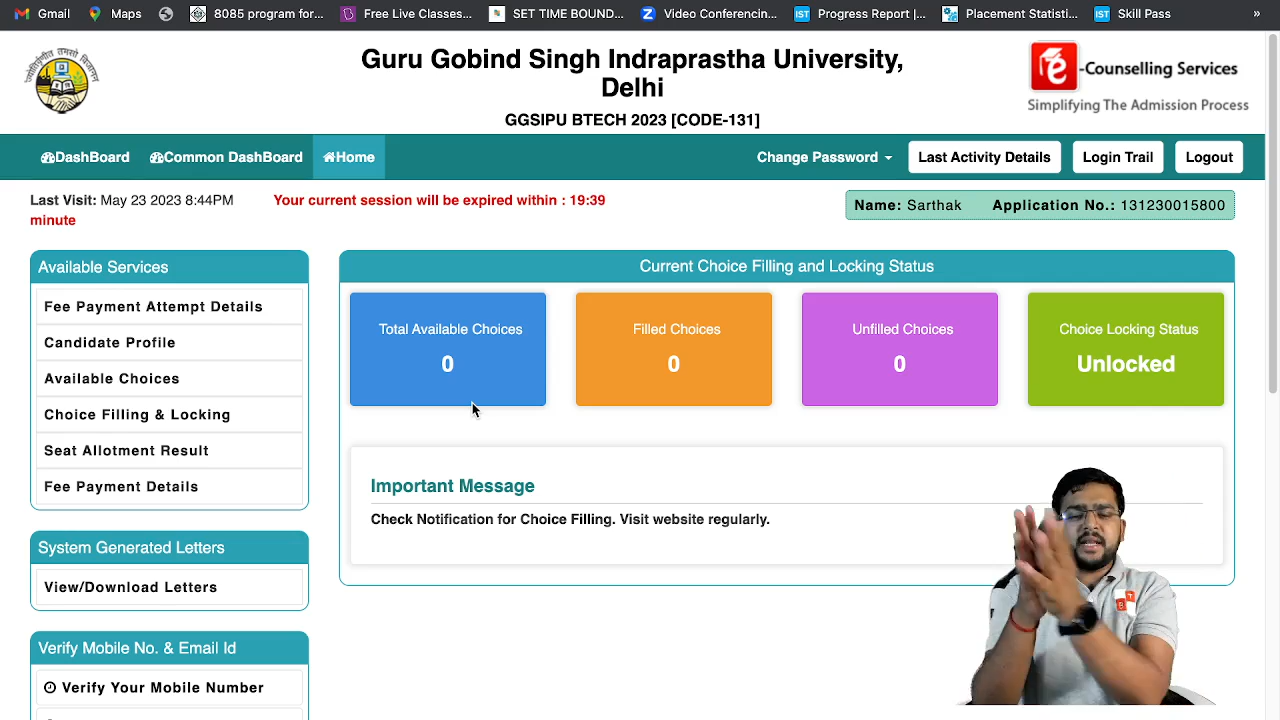 Gmai...
Maps
8085 program for...
Free Live Classes...
SET TIME BOUND...
Video Conferencin...
Progress Report |...
Placement Statisti...
Skill Pass
»
Guru Gobind Singh Indraprastha University,
Delhi
GGSIPU BTECH 2023 [CODE-131]
e
-Counselling Services
Simplifying The Admission Process
DashBoard
Common DashBoard
Home
Change Password
Last Activity Details
Login Trail
Logout
Last Visit: May 23 2023 8:44PM
Your current session will be expired within : 19:39
minute
Name: Sarthak Application No.: 131230015800
Available Services
Fee Payment Attempt Details
Candidate Profile
Available Choices
Choice Filling & Locking
Seat Allotment Result
Fee Payment Details
System Generated Letters
View/Download Letters
Verify Mobile No. & Email Id
Verify Your Mobile Number
Current Choice Filling and Locking Status
Total Available Choices
0
Filled Choices
0
Unfilled Choices
0
Choice Locking Status
Unlocked
Important Message
Check Notification for Choice Filling. Visit website regularly.